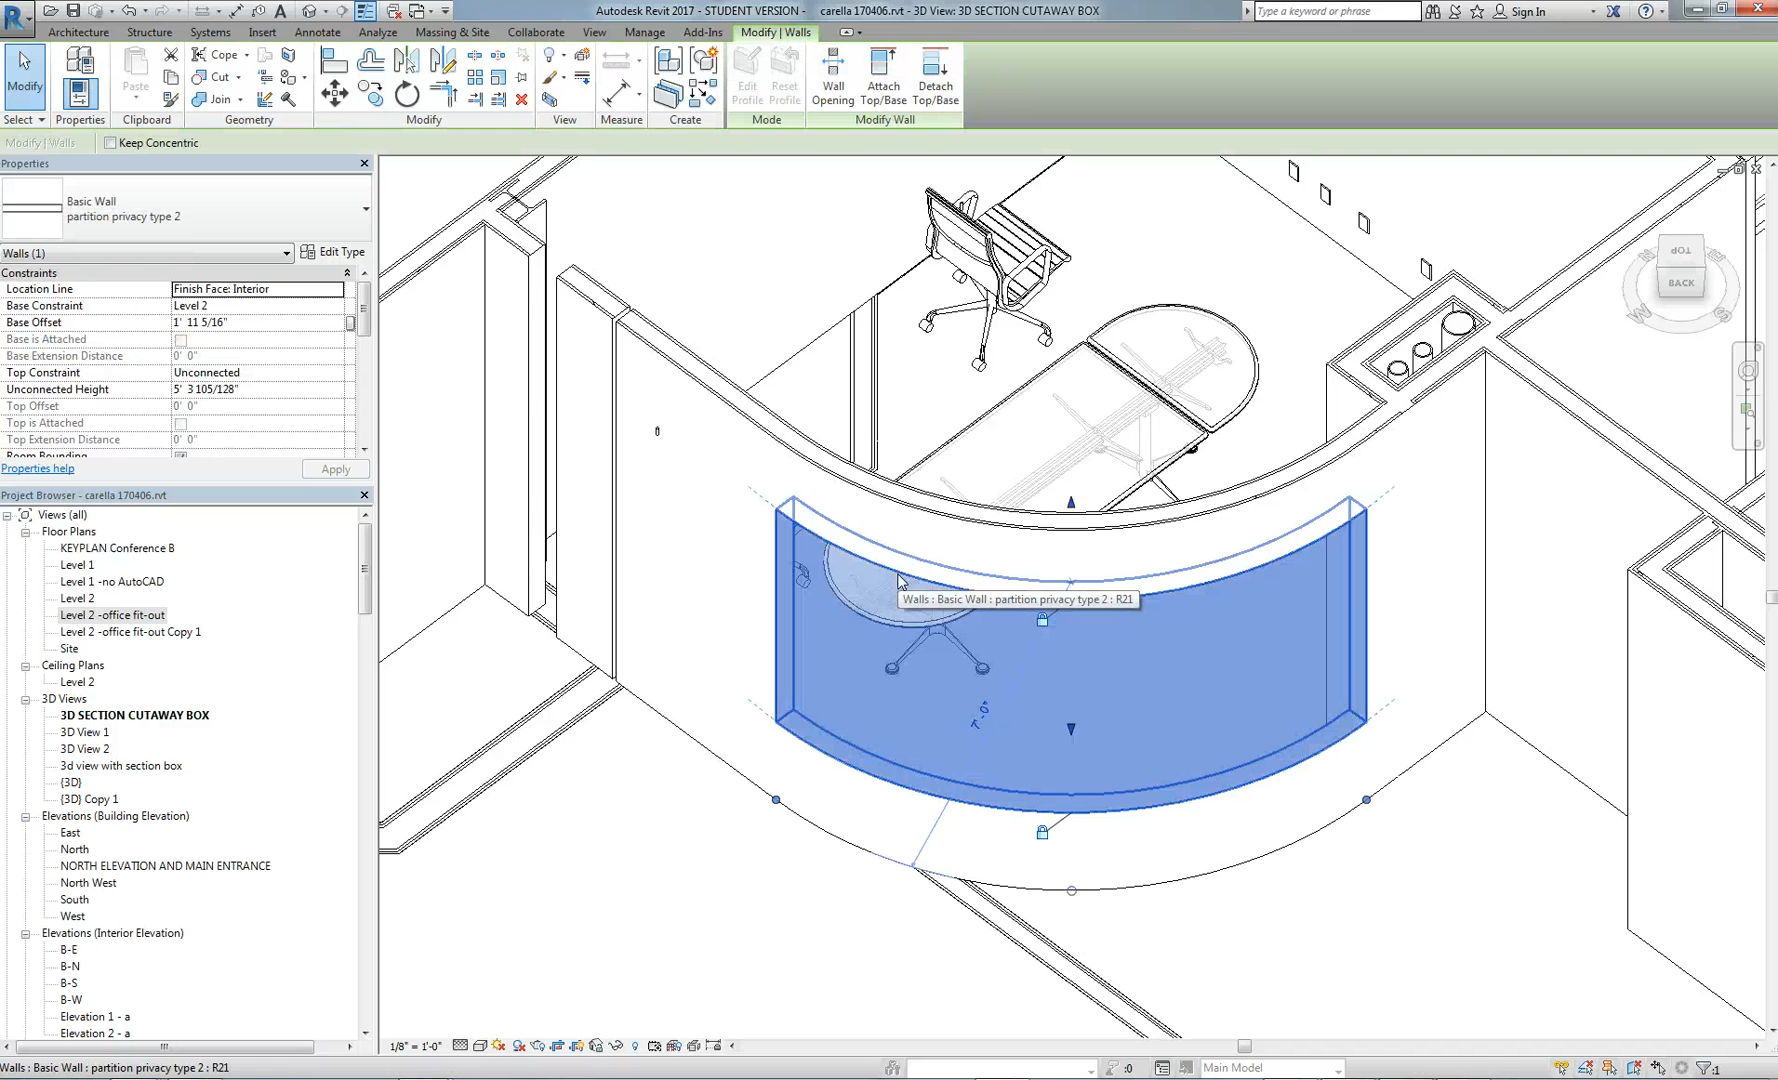 Autodesk Revit 2017 - STUDENT VERSION -    carella 170406.rvt - 3D View: 3D SECTION CUTAWAY BOX
Type a keyword or phrase
Sign In
Architecture Structure Systems Insert Annotate Analyze Massing & Site Collaborate View Manage Add-Ins Modify | Walls
Modify
Paste
Cope
Cut
Join
Edit Profile
Reset Profile
Wall Opening
Attach Top/Base
Detach Top/Base
Select Properties Clipboard Geometry Modify View Measure Create Mode Modify Wall
Modify | Walls
Keep Concentric
Properties
Basic Wall
partition privacy type 2
Walls (1)
Edit Type
Constraints
Location Line Finish Face: Interior
Base Constraint Level 2
Base Offset 1' 11 5/16"
Base is Attached
Base Extension Distance 0' 0"
Top Constraint Unconnected
Unconnected Height 5' 3 105/128"
Top Offset 0' 0"
Top is Attached
Top Extension Distance 0' 0"
Room Bounding
Properties help
Apply
Project Browser - carella 170406.rvt
Views (all)
Floor Plans
KEYPLAN Conference B
Level 1
Level 1 -no AutoCAD
Level 2
Level 2 -office fit-out
Level 2 -office fit-out Copy 1
Site
Ceiling Plans
Level 2
3D Views
3D SECTION CUTAWAY BOX
3D View 1
3D View 2
3d view with section box
{3D}
{3D} Copy 1
Elevations (Building Elevation)
East
North
NORTH ELEVATION AND MAIN ENTRANCE
North West
South
West
Elevations (Interior Elevation)
B-E
B-N
B-S
B-W
Elevation 1 - a
Elevation 2 - a
TOP
BACK
W
Walls : Basic Wall : partition privacy type 2 : R21
7' - 0"
1/8" = 1'-0"
Walls : Basic Wall : partition privacy type 2 : R21
:0
Main Model
:1